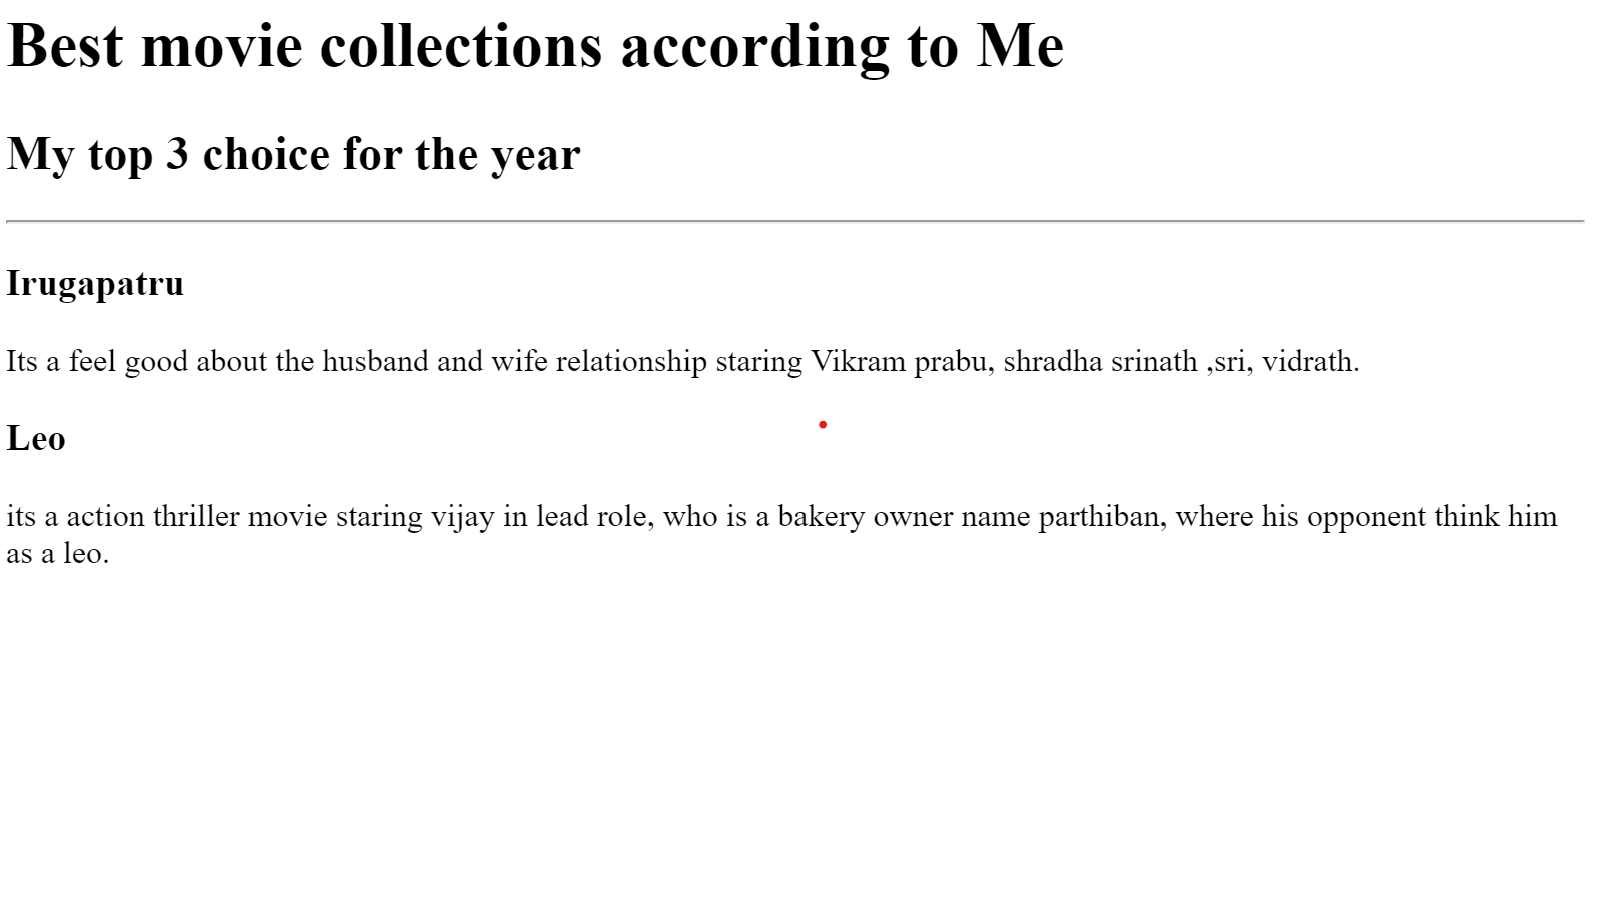 Best movie collections according to Me
My top 3 choice for the year
Irugapatru
Its a feel good about the husband and wife relationship staring Vikram prabu, shradha srinath ,sri, vidrath.
Leo
its a action thriller movie staring vijay in lead role, who is a bakery owner name parthiban, where his opponent think him
as a leo.